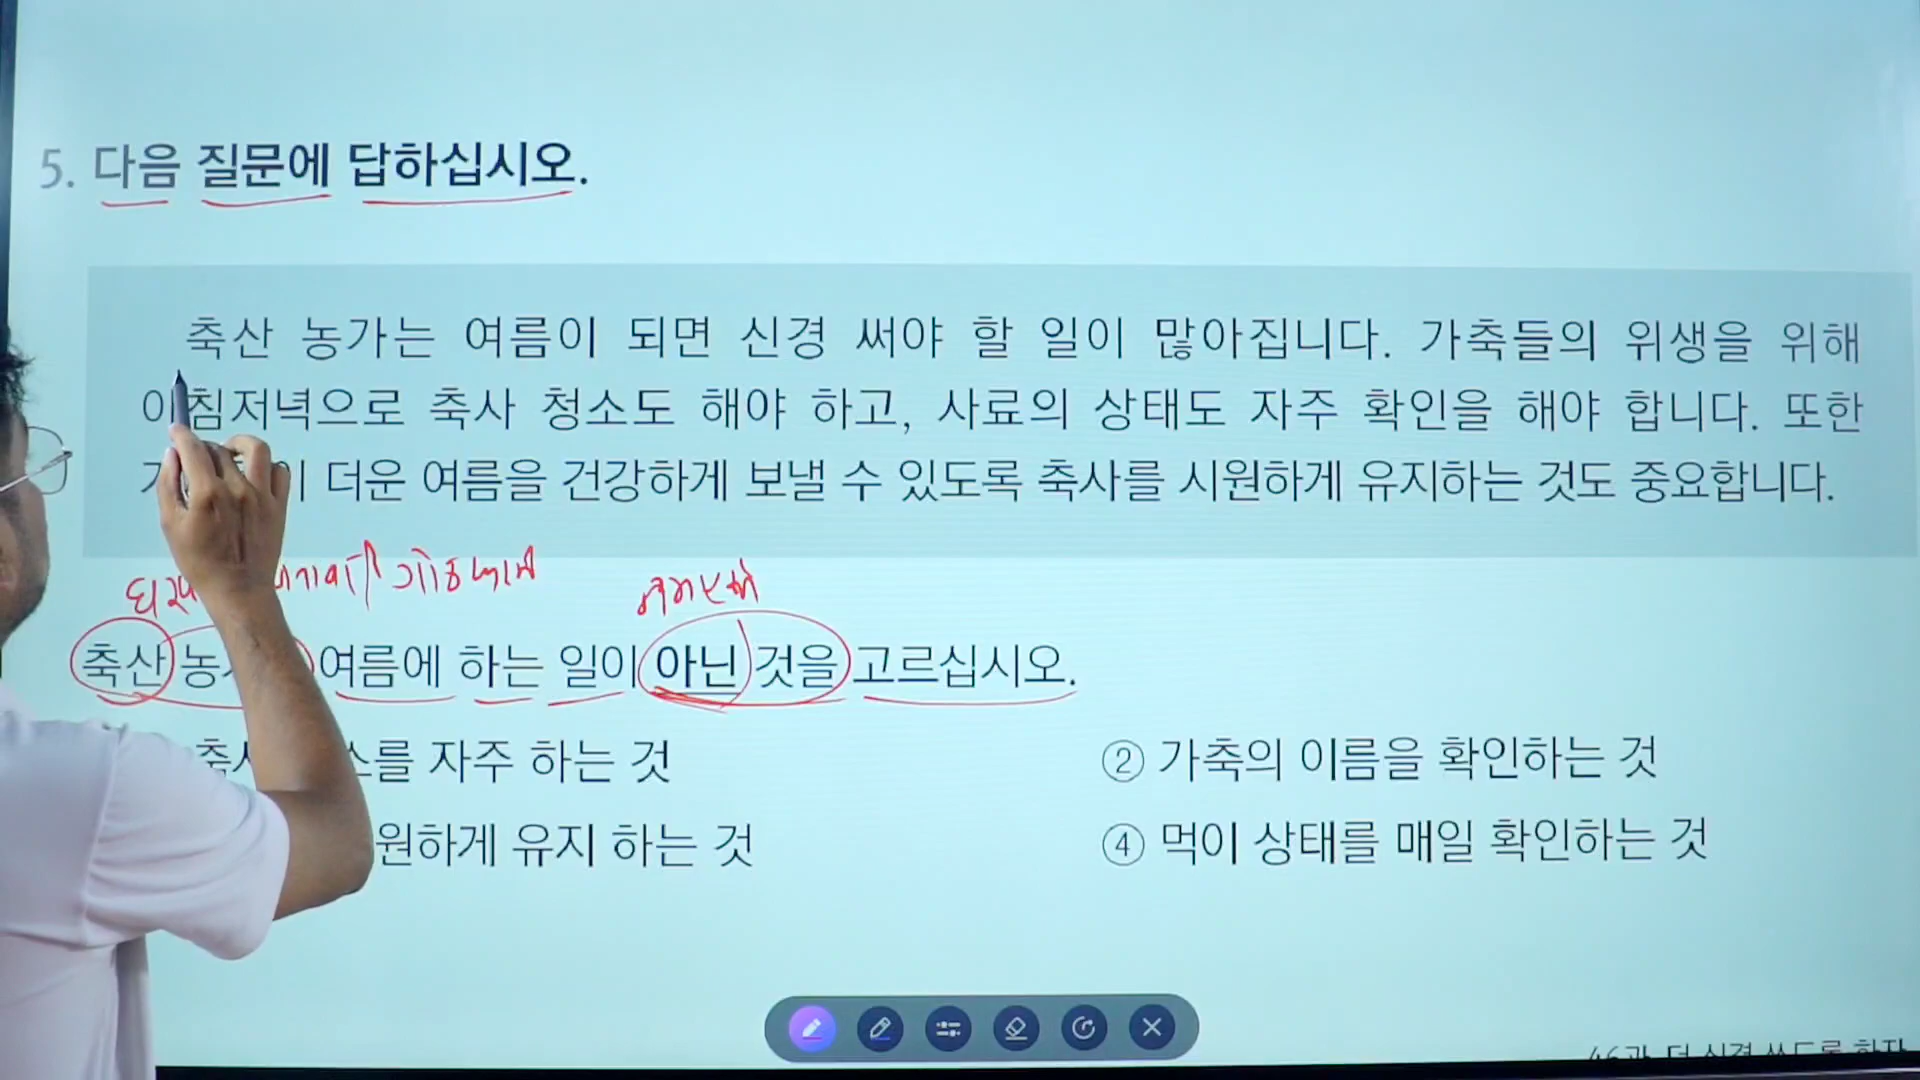 5. 다음 질문에 답하십시오.
축산 농가는 여름이 되면 신경 써야 할 일이 많아집니다. 가축들의 위생을 위해
아침저녁으로 축사 청소도 해야 하고, 사료의 상태도 자주 확인을 해야 합니다. 또한
더운 여름을 건강하게 보낼 수 있도록 축사를 시원하게 유지하는 것도 중요합니다.
축산 여름에 하는 일이 아닌 것을 고르십시오.
를 자주 하는 것
② 가축의 이름을 확인하는 것
원하게 유지 하는 것
④ 먹이 상태를 매일 확인하는 것